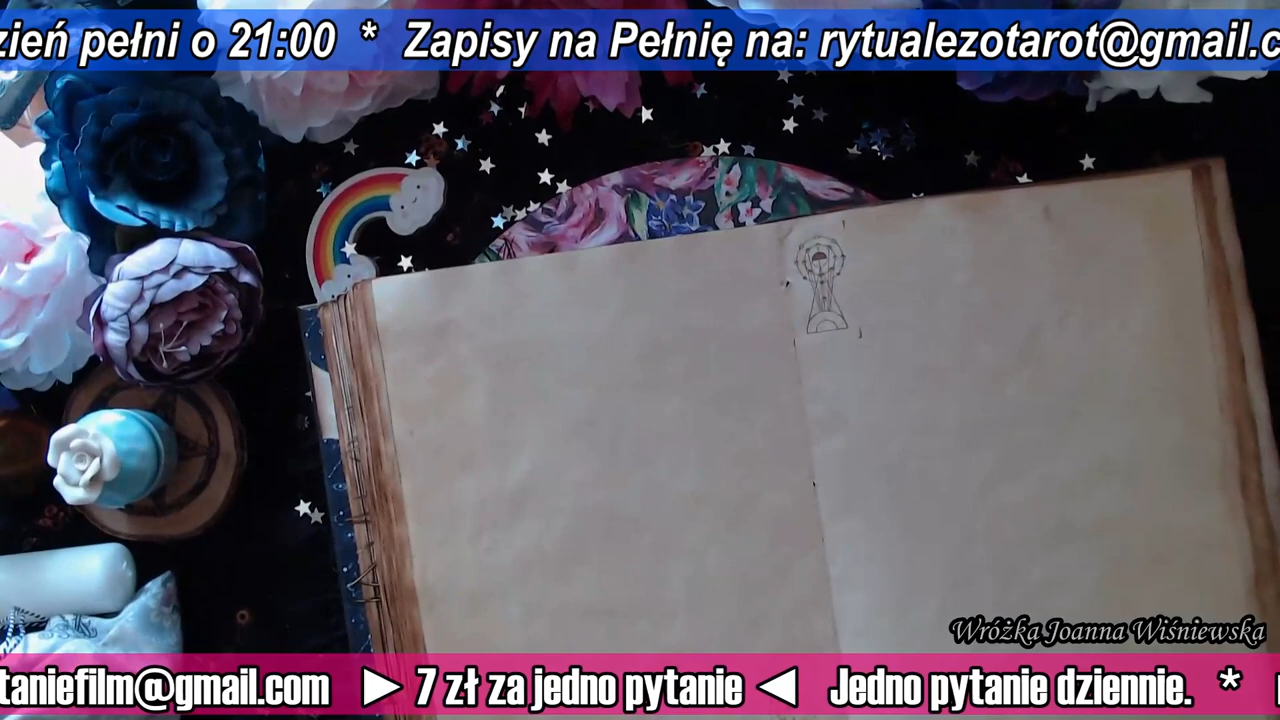 zień pełni o 21:00 * Zapisy na Pełnię na: rytualezotarot@gmail.c
Wróżka Joanna Wiśniewska
taniefilm@gmail.com ► 7 zł za jedno pytanie ◄ Jedno pytanie dziennie. *